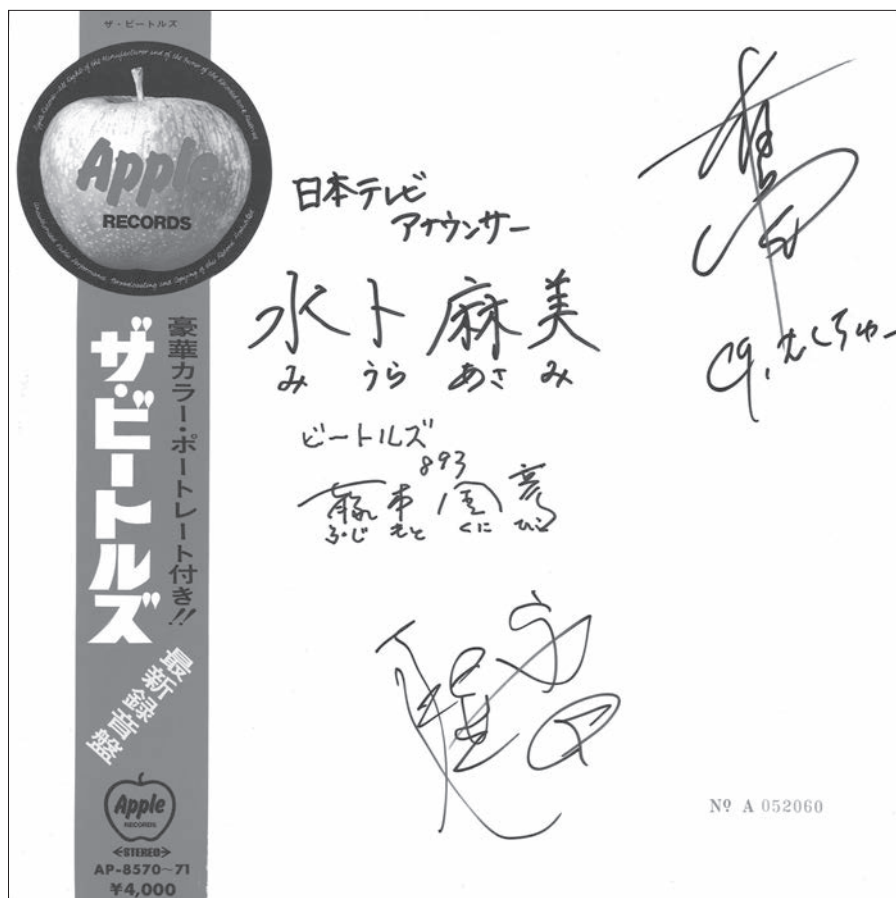 ザ・ビートルズ
Apple
RECORDS
豪華カラー・ポートレート付き!!
ザ・ビートルズ
最新録音盤
Apple
RECORDS
←STEREO→
AP-8570~71
¥4,000
日本テレビ
アナウンサー
水卜麻美
み うら あさ み
ビートルズ
893
藤本国彦
ふじ もと くに ひこ
№ A 052060